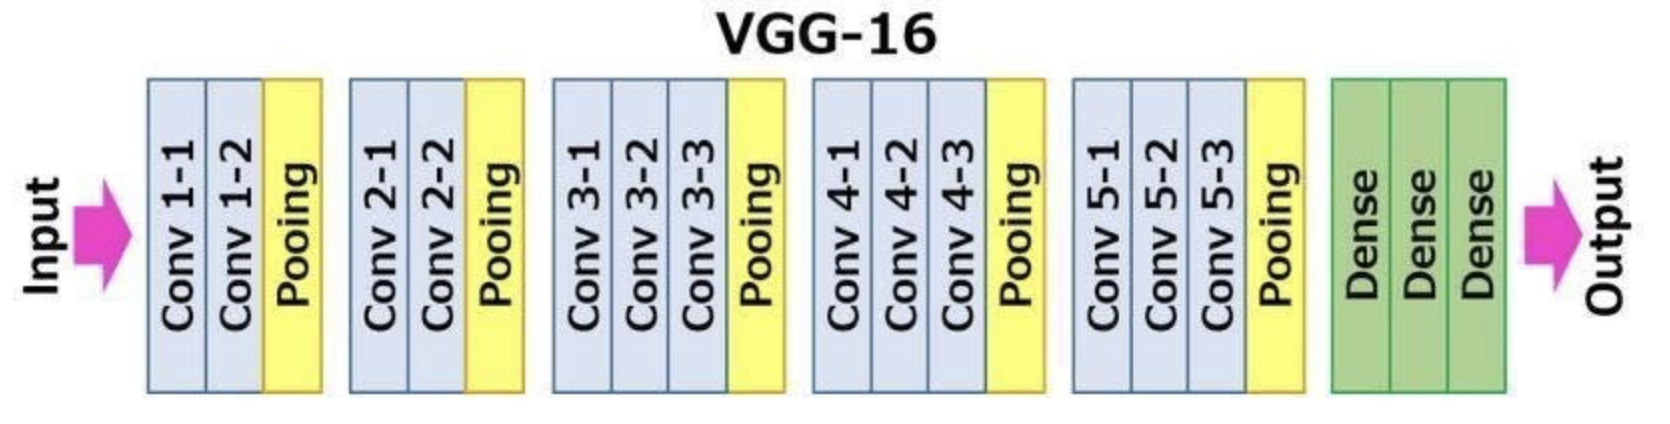 VGG-16
Input
Conv 1-1
Conv 1-2
Pooing
Conv 2-1
Conv 2-2
Pooing
Conv 3-1
Conv 3-2
Conv 3-3
Pooing
Conv 4-1
Conv 4-2
Conv 4-3
Pooing
Conv 5-1
Conv 5-2
Conv 5-3
Pooing
Dense
Dense
Dense
Output